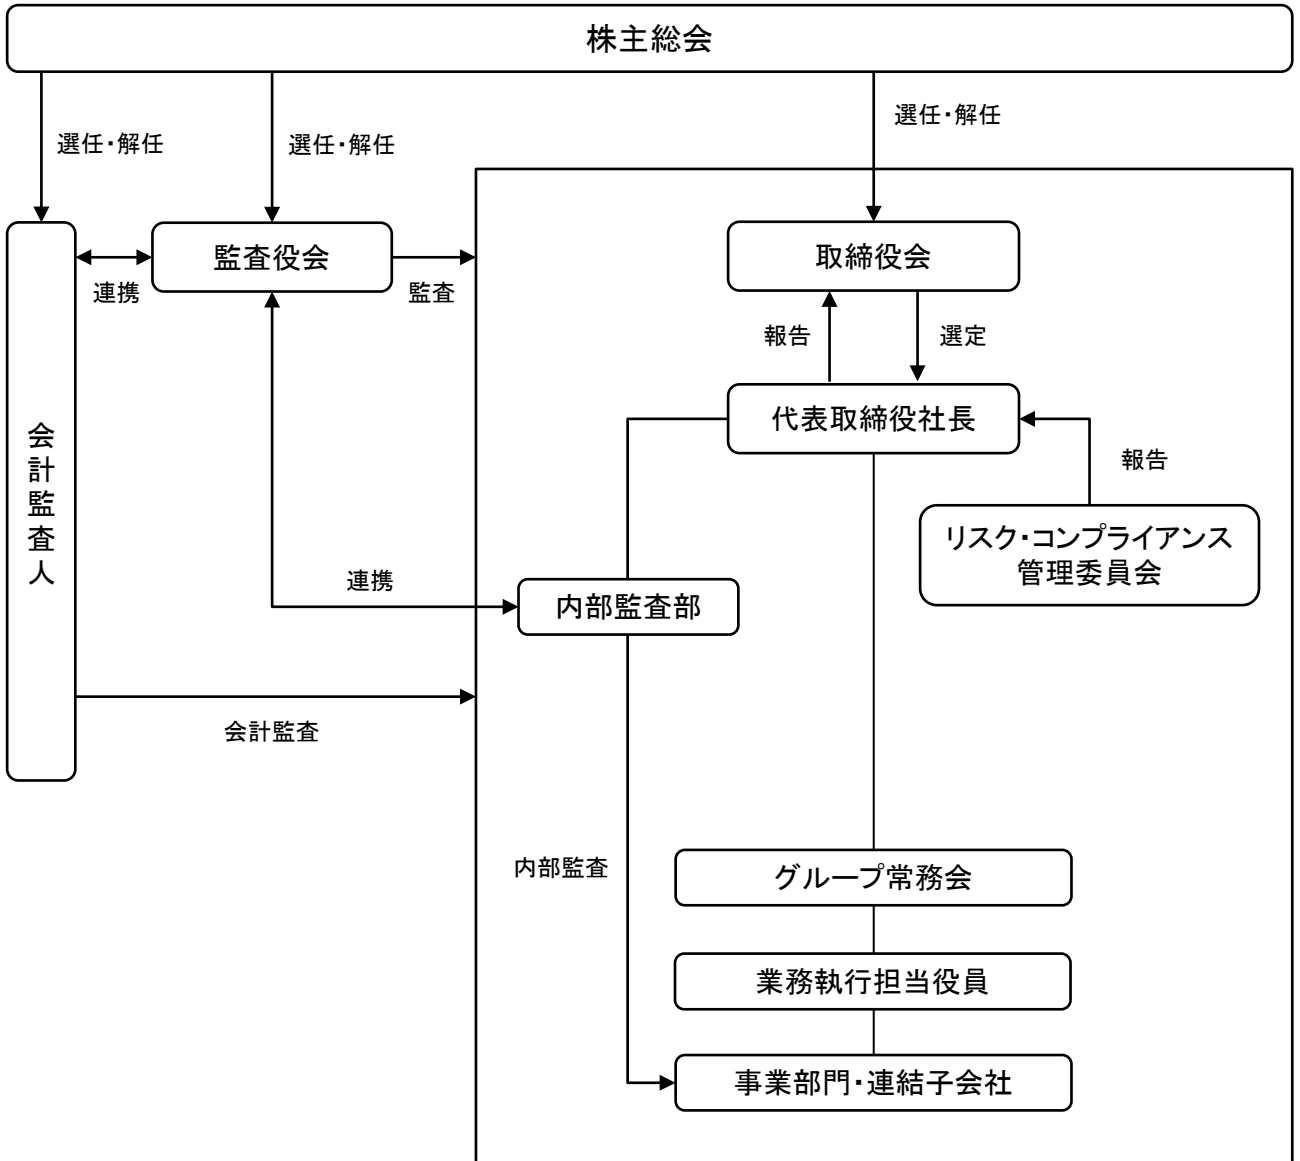 株主総会
選任・解任
選任・解任
選任・解任
監査役会
取締役会
連携
監査
報告
選定
代表取締役社長
報告
会計監査人
リスク・コンプライアンス
管理委員会
連携
内部監査部
会計監査
内部監査
グループ常務会
業務執行担当役員
事業部門・連結子会社